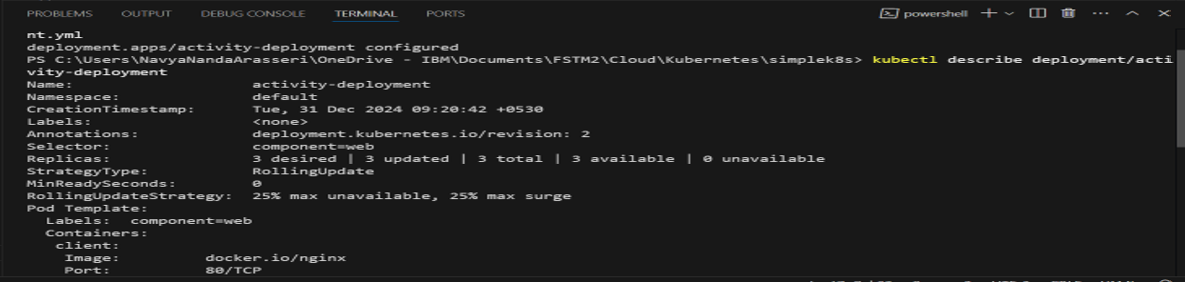 PROBLEMS OUTPUT DEBUG CONSOLE TERMINAL PORTS powershell
nt.yml
deployment.apps/activity-deployment configured
PS C:\Users\NavyaNandaArasseri\OneDrive - IBM\Documents\FSTM2\Cloud\Kubernetes\simplek8s> kubectl describe deployment/acti
vity-deployment
Name: activity-deployment
Namespace: default
CreationTimestamp: Tue, 31 Dec 2024 09:20:42 +0530
Labels: <none>
Annotations: deployment.kubernetes.io/revision: 2
Selector: component=web
Replicas: 3 desired | 3 updated | 3 total | 3 available | 0 unavailable
StrategyType: RollingUpdate
MinReadySeconds: 0
RollingUpdateStrategy: 25% max unavailable, 25% max surge
Pod Template:
Labels: component=web
Containers:
client:
Image: docker.io/nginx
Port: 80/TCP